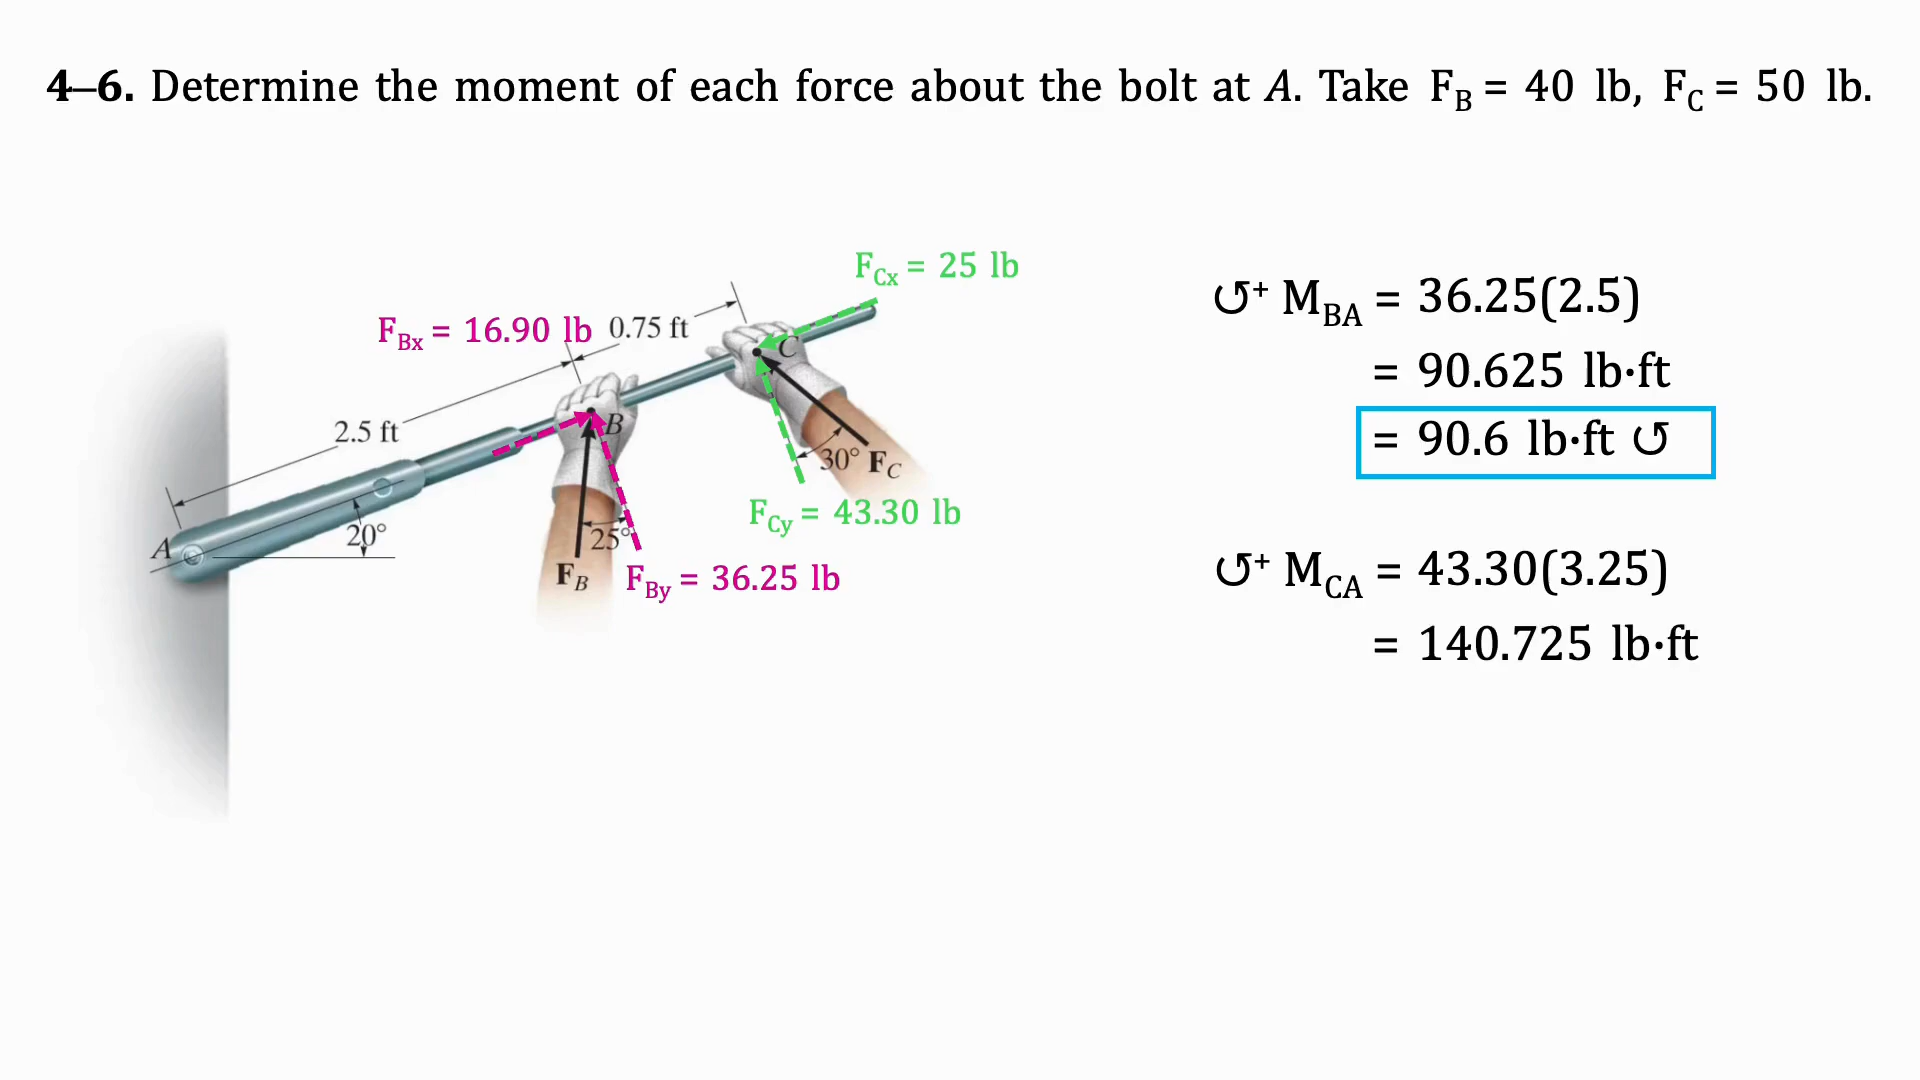 4–6. Determine the moment of each force about the bolt at A. Take F_B = 40 lb, F_C = 50 lb.
F_Cx = 25 lb
F_Bx = 16.90 lb
0.75 ft
C
2.5 ft
B
30°
F_C
F_Cy = 43.30 lb
A
20°
25°
F_B
F_By = 36.25 lb
↺⁺ M_BA = 36.25(2.5)
= 90.625 lb·ft
= 90.6 lb·ft ↺
↺⁺ M_CA = 43.30(3.25)
= 140.725 lb·ft